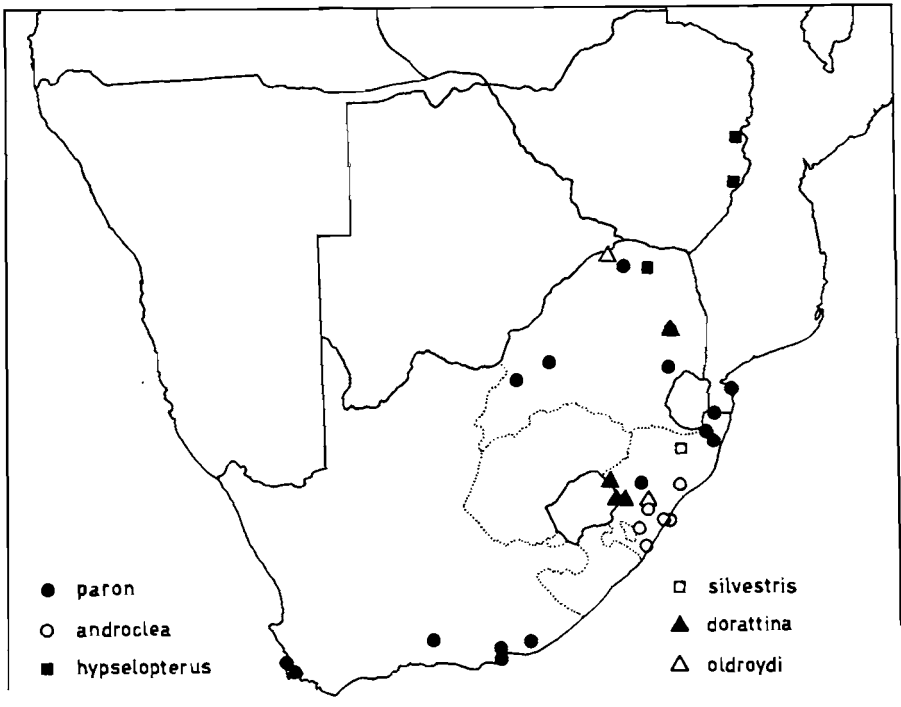 paron
androclea
hypselopterus
silvestris
dorattina
oldroydi